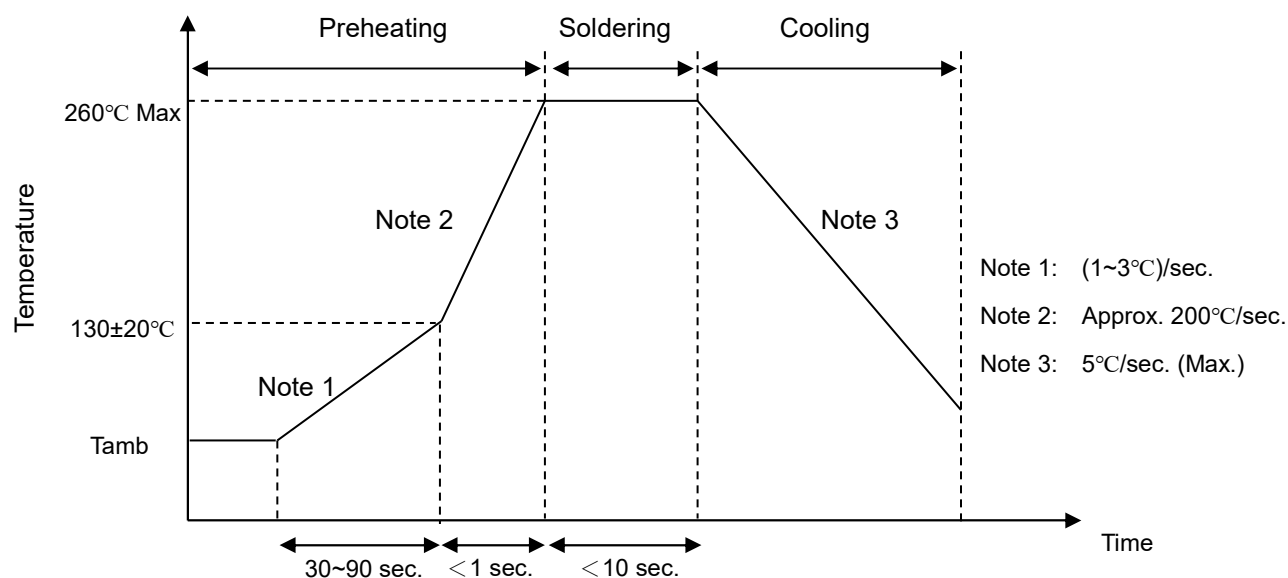 Preheating
Soldering
Cooling
260℃ Max
Temperature
Note 2
Note 3
Note 1: (1~3℃)/sec.
130±20℃
Note 2: Approx. 200℃/sec.
Note 3: 5℃/sec. (Max.)
Note 1
Tamb
Time
30~90 sec.
<1 sec.
<10 sec.